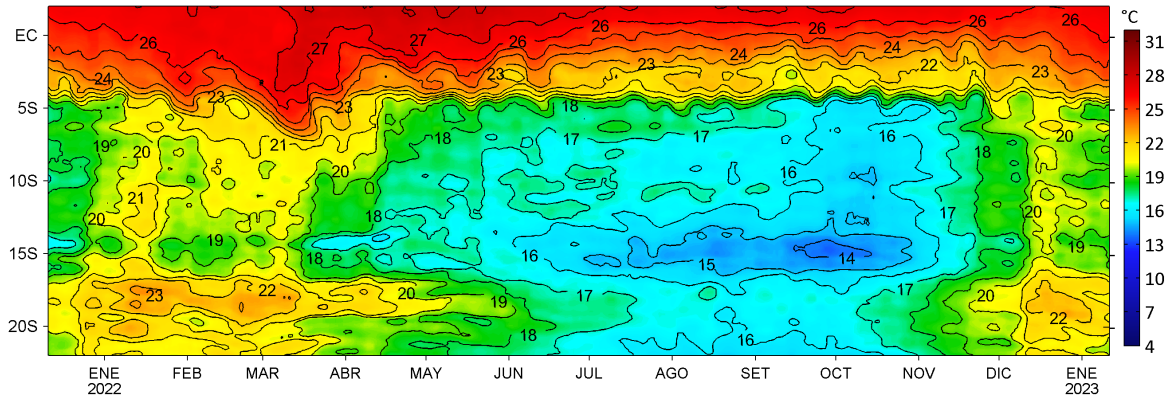 °C
EC
5S
10S
15S
20S
26 26 26 26 26
27 27
24 23 23 23 24 24 22 23
18 18 17 17 16 20
19 20 21 20 18
21 16
20 19 18 18 17 20 19
16 15 14
23 22 20 19 17 17 20 22
18 16
31
28
25
22
19
16
13
10
7
4
ENE FEB MAR ABR MAY JUN JUL AGO SET OCT NOV DIC ENE
2022 2023